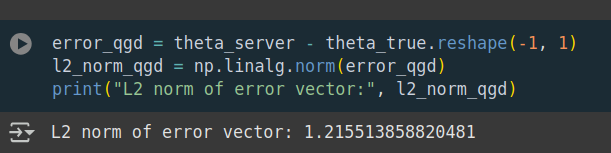 error_qgd = theta_server - theta_true.reshape(-1, 1)
l2_norm_qgd = np.linalg.norm(error_qgd)
print("L2 norm of error vector:", l2_norm_qgd)
L2 norm of error vector: 1.215513858820481